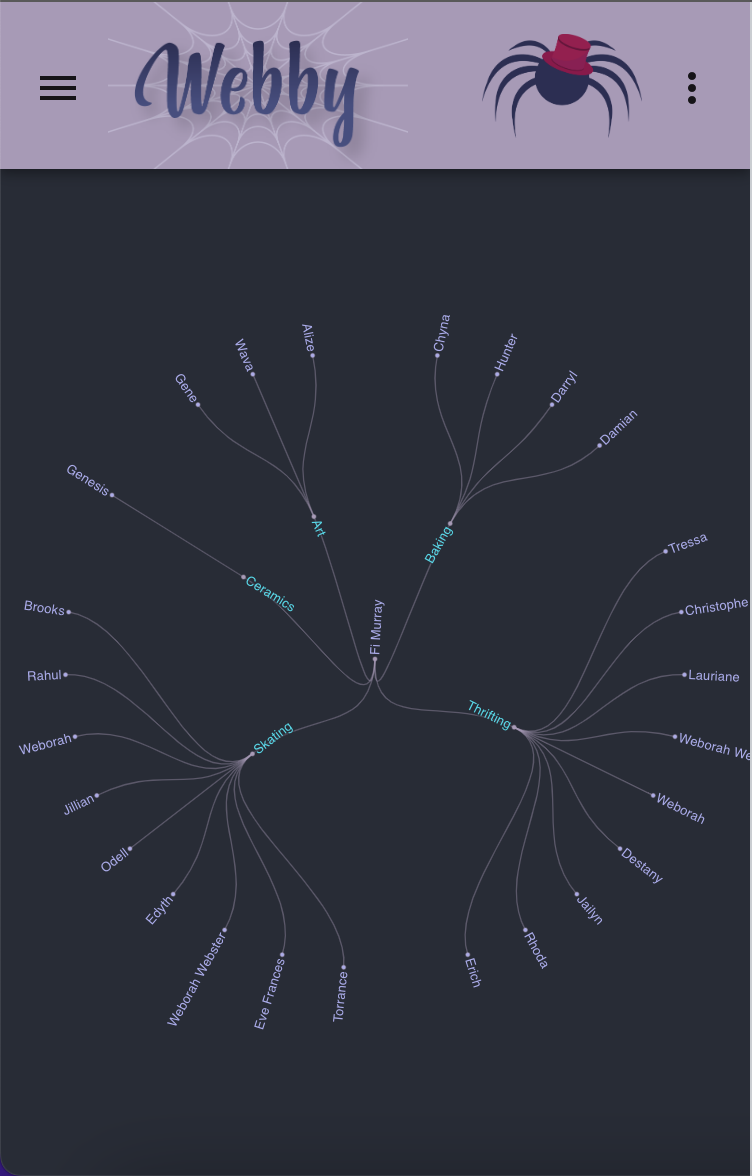 Webby
Alize
Wava
Gene
Chyna
Hunter
Darryl
Damian
Genesis
Art
Baking
Ceramics
Tressa
Brooks
Christophe
Fi Murray
Rahul
Lauriane
Weborah
Skating
Thrifting
Weborah We
Jillian
Weborah
Odell
Destany
Edyth
Jailyn
Weborah Webster
Eve Frances
Torrance
Erich
Rhoda